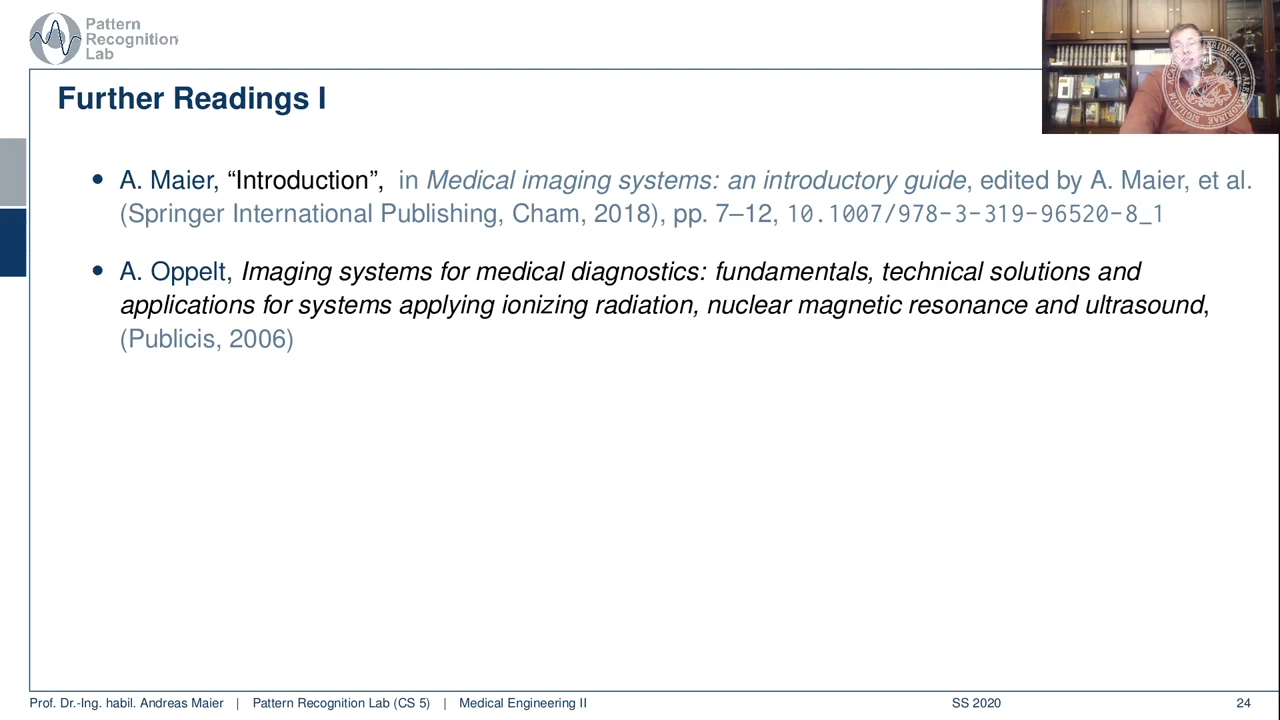 Pattern
Recognition
Lab
Further Readings I
• A. Maier, “Introduction”, in Medical imaging systems: an introductory guide, edited by A. Maier, et al.
(Springer International Publishing, Cham, 2018), pp. 7–12, 10.1007/978-3-319-96520-8_1
• A. Oppelt, Imaging systems for medical diagnostics: fundamentals, technical solutions and
applications for systems applying ionizing radiation, nuclear magnetic resonance and ultrasound,
(Publicis, 2006)
Prof. Dr.-Ing. habil. Andreas Maier | Pattern Recognition Lab (CS 5) | Medical Engineering II SS 2020 24